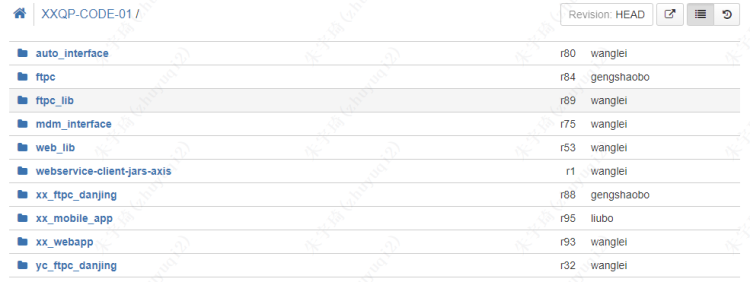 XXQP-CODE-01 /
Revision: HEAD
auto_interface r80 wanglei
ftpc r84 gengshaobo
ftpc_lib r89 wanglei
mdm_interface r75 wanglei
web_lib r53 wanglei
webservice-client-jars-axis r1 wanglei
xx_ftpc_danjing r88 gengshaobo
xx_mobile_app r95 liubo
xx_webapp r93 wanglei
yc_ftpc_danjing r32 wanglei